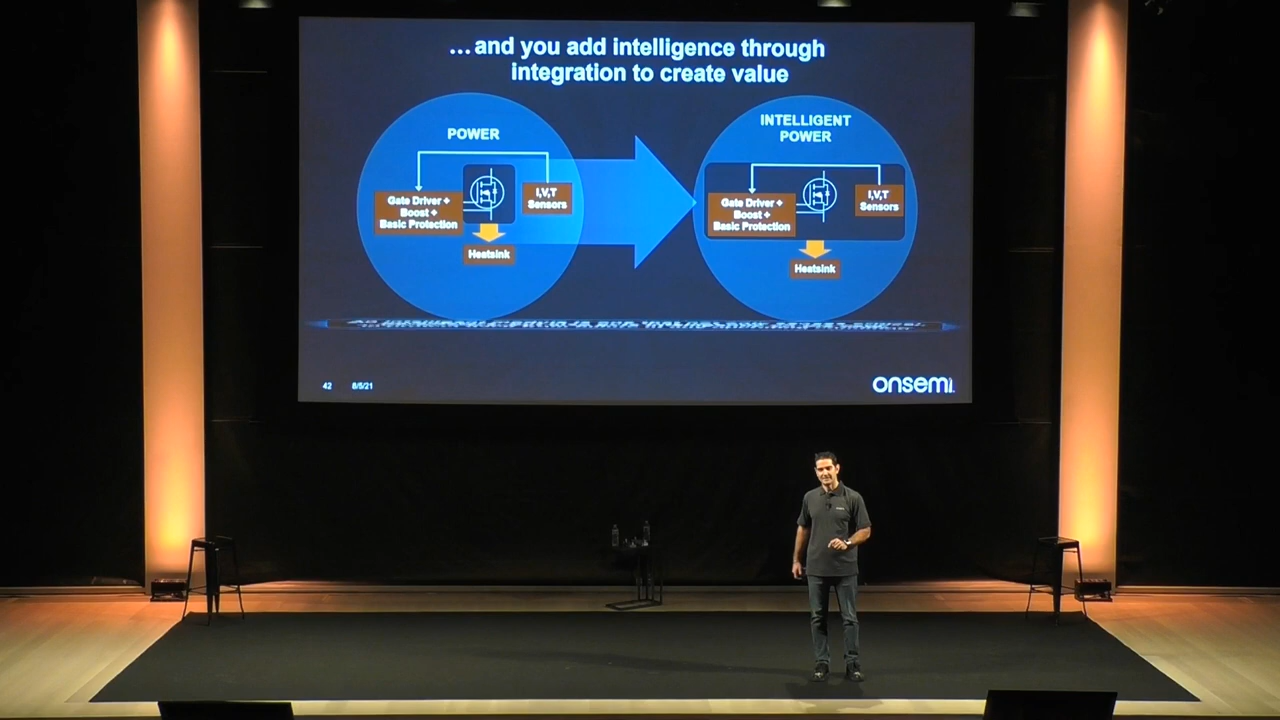 ...and you add intelligence through
integration to create value
POWER
Gate Driver +
Boost +
Basic Protection
I,V,T
Sensors
Heatsink
INTELLIGENT
POWER
Gate Driver +
Boost +
Basic Protection
I,V,T
Sensors
Heatsink
42 8/5/21
onsemi